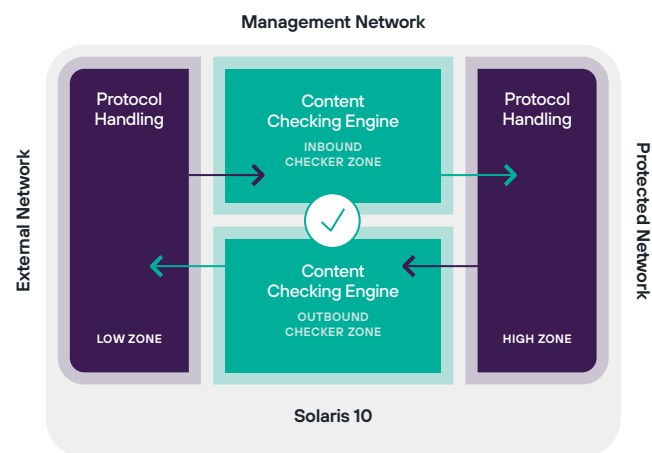 Management Network
External Network
Protocol
Handling
LOW ZONE
Content
Checking Engine
INBOUND
CHECKER ZONE
Content
Checking Engine
OUTBOUND
CHECKER ZONE
Protocol
Handling
HIGH ZONE
Protected Network
Solaris 10